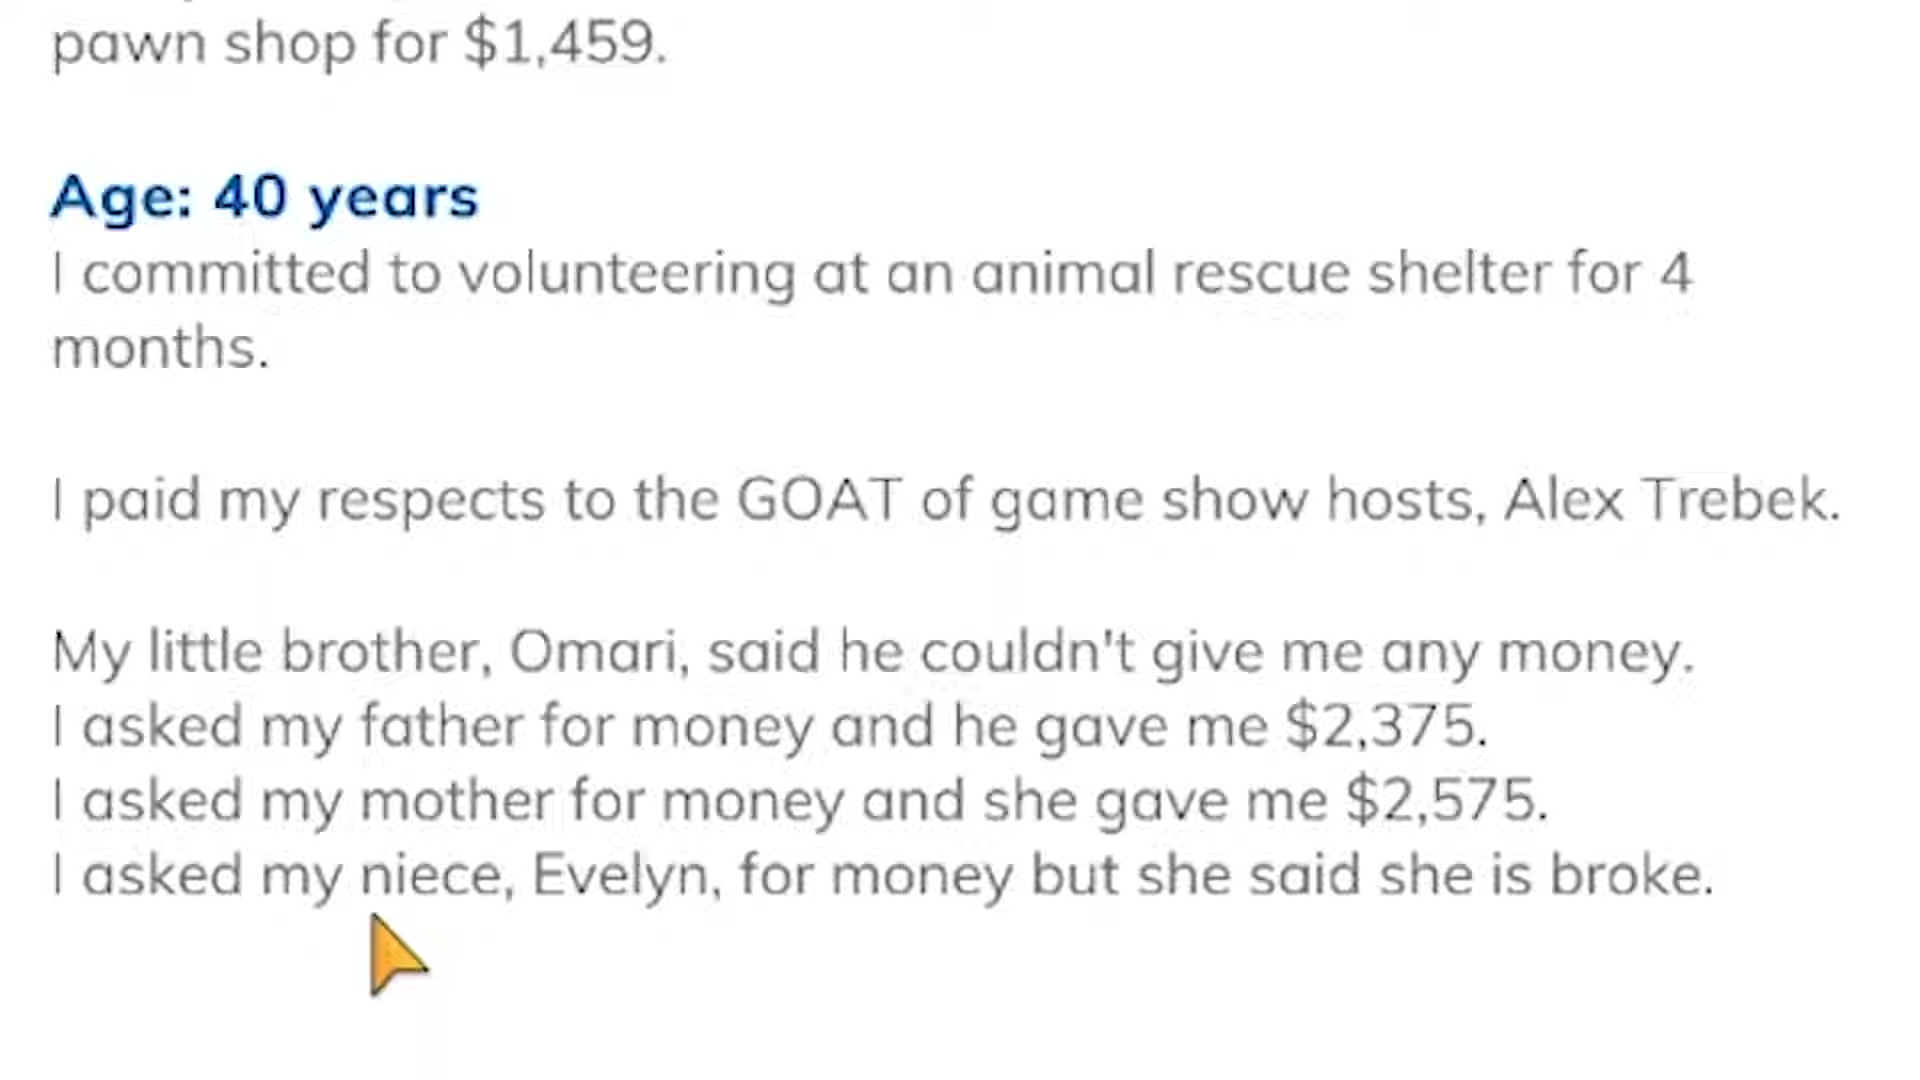 pawn shop for $1,459.
Age: 40 years
I committed to volunteering at an animal rescue shelter for 4
months.
I paid my respects to the GOAT of game show hosts, Alex Trebek.
My little brother, Omari, said he couldn't give me any money.
I asked my father for money and he gave me $2,375.
I asked my mother for money and she gave me $2,575.
I asked my niece, Evelyn, for money but she said she is broke.